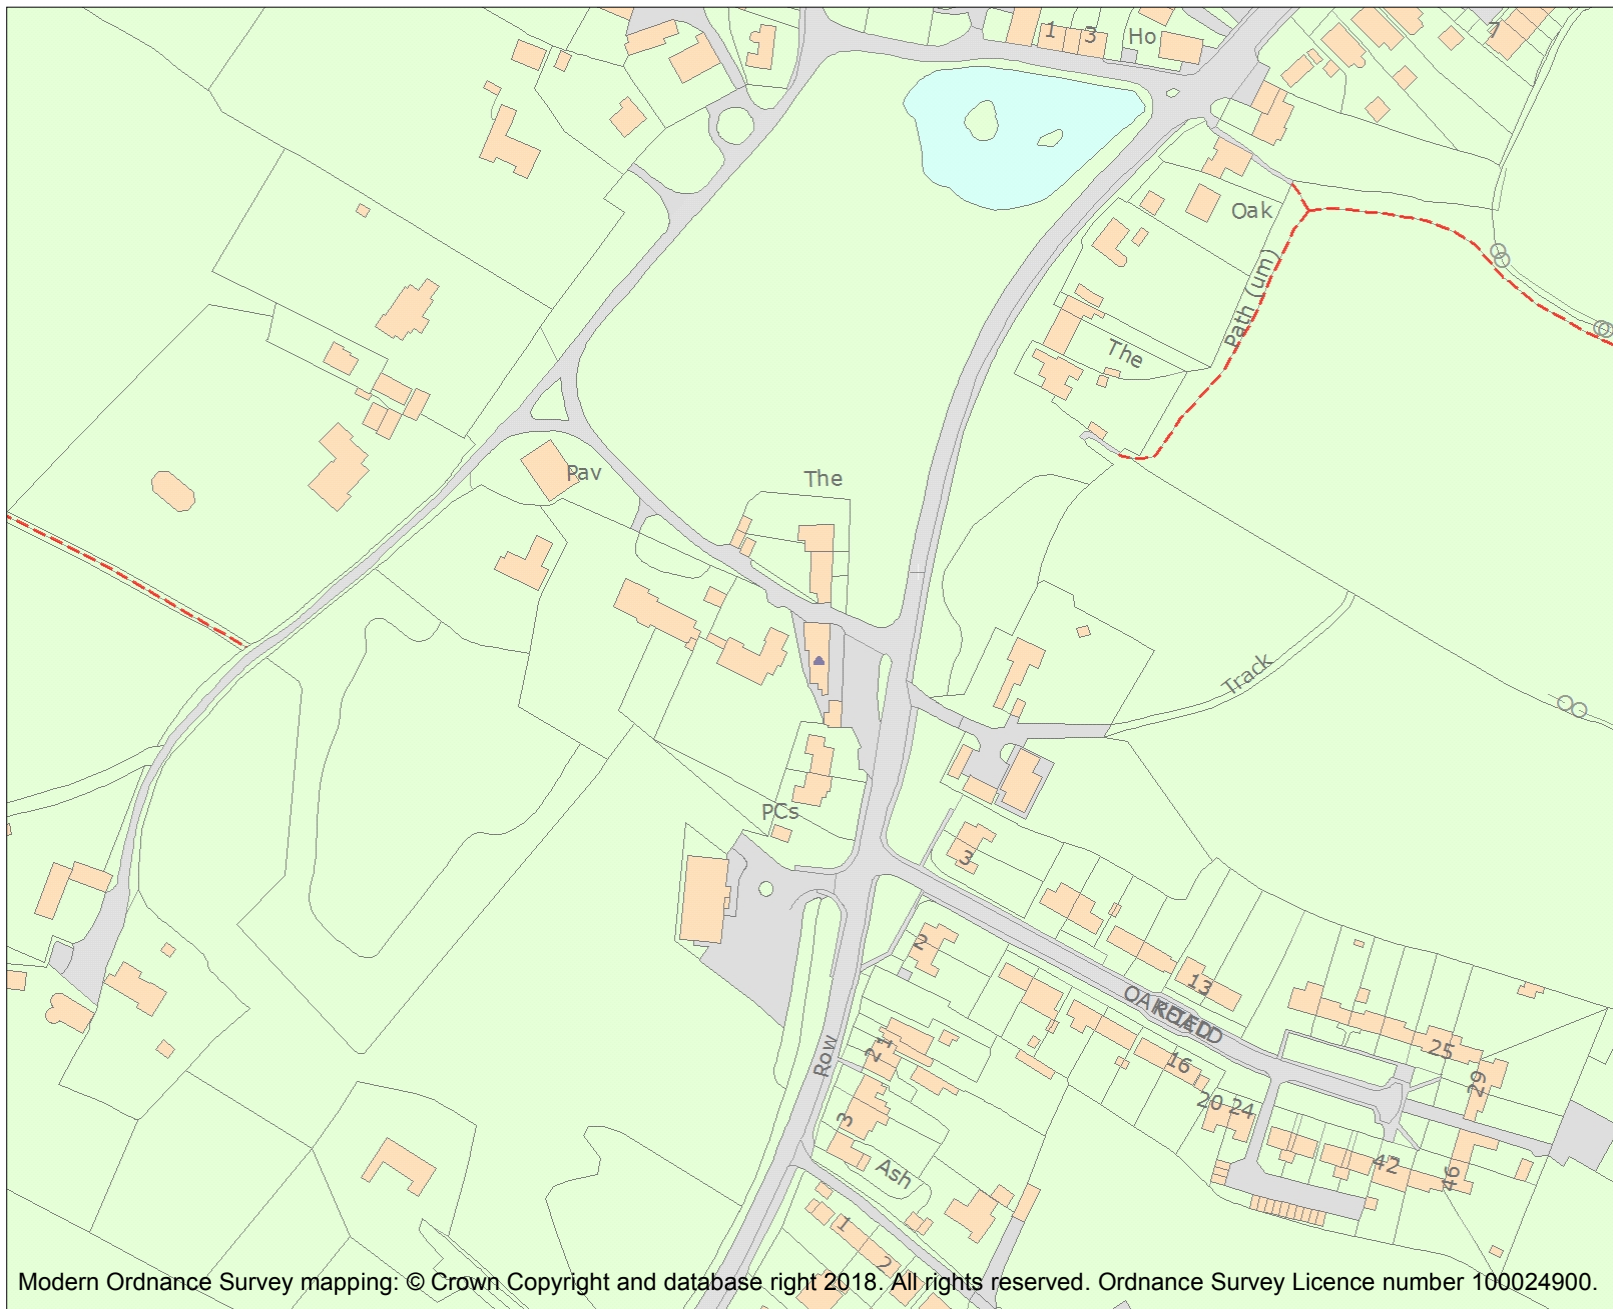 1
3
Ho
7
Oak
Path (um)
The
The
Pav
Track
PCs
3
2
13
OAKFIELD
ROAD
16
25
29
20 24
42
46
Row
2 1
3
Ash
1
2
Modern Ordnance Survey mapping: © Crown Copyright and database right 2018. All rights reserved. Ordnance Survey Licence number 100024900.